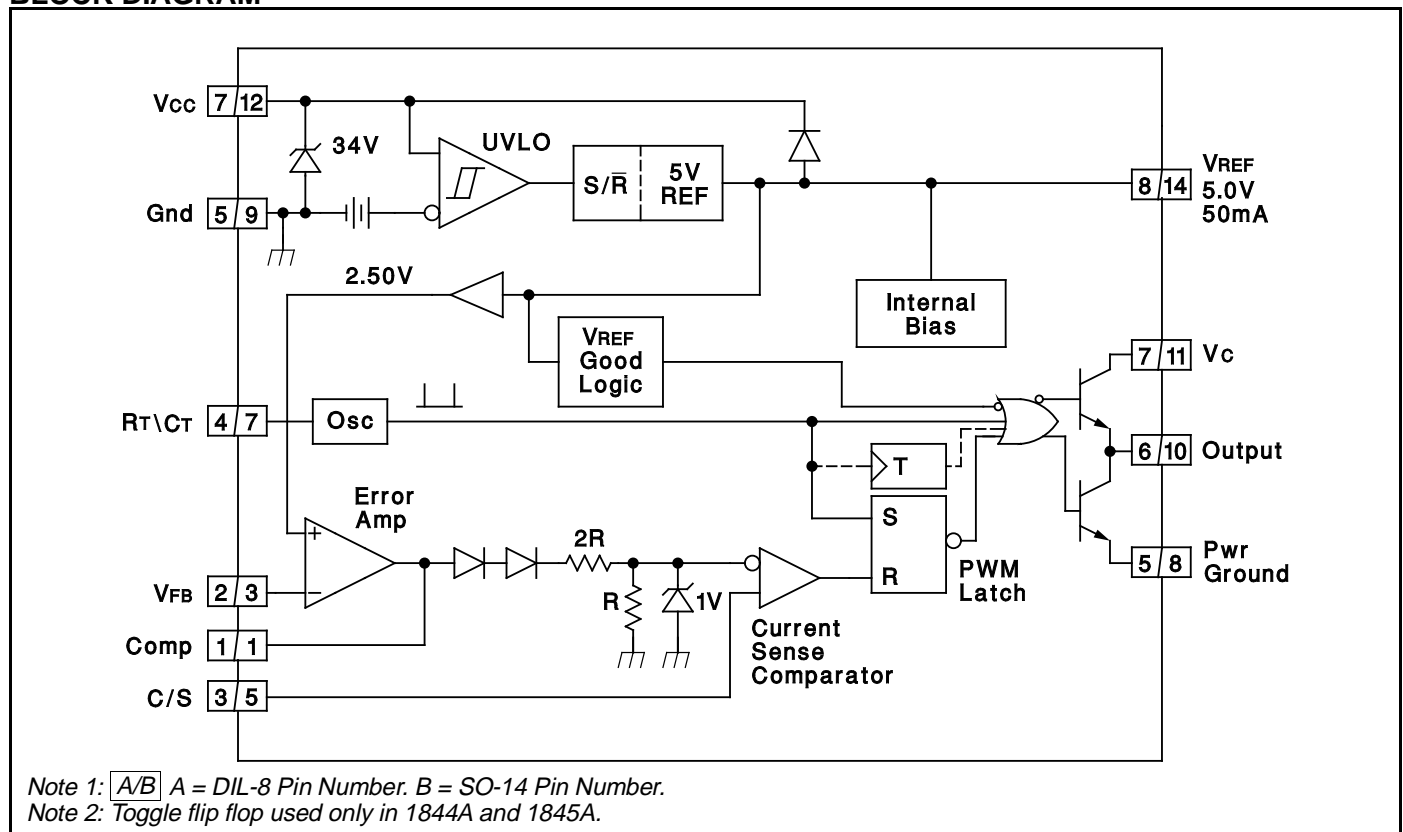 BLOCK DIAGRAM
Vcc 7/12
34V
UVLO
S/R̅
5V
REF
8/14
VREF
5.0V
50mA
Gnd 5/9
2.50V
Internal
Bias
VREF
Good
Logic
7/11 Vc
RT\CT 4/7
Osc
T
6/10 Output
Error
Amp
+
−
S
R
PWM
Latch
2R
R
1V
5/8
Pwr
Ground
VFB 2/3
Comp 1/1
Current
Sense
Comparator
C/S 3/5
Note 1: A/B A = DIL-8 Pin Number. B = SO-14 Pin Number.
Note 2: Toggle flip flop used only in 1844A and 1845A.